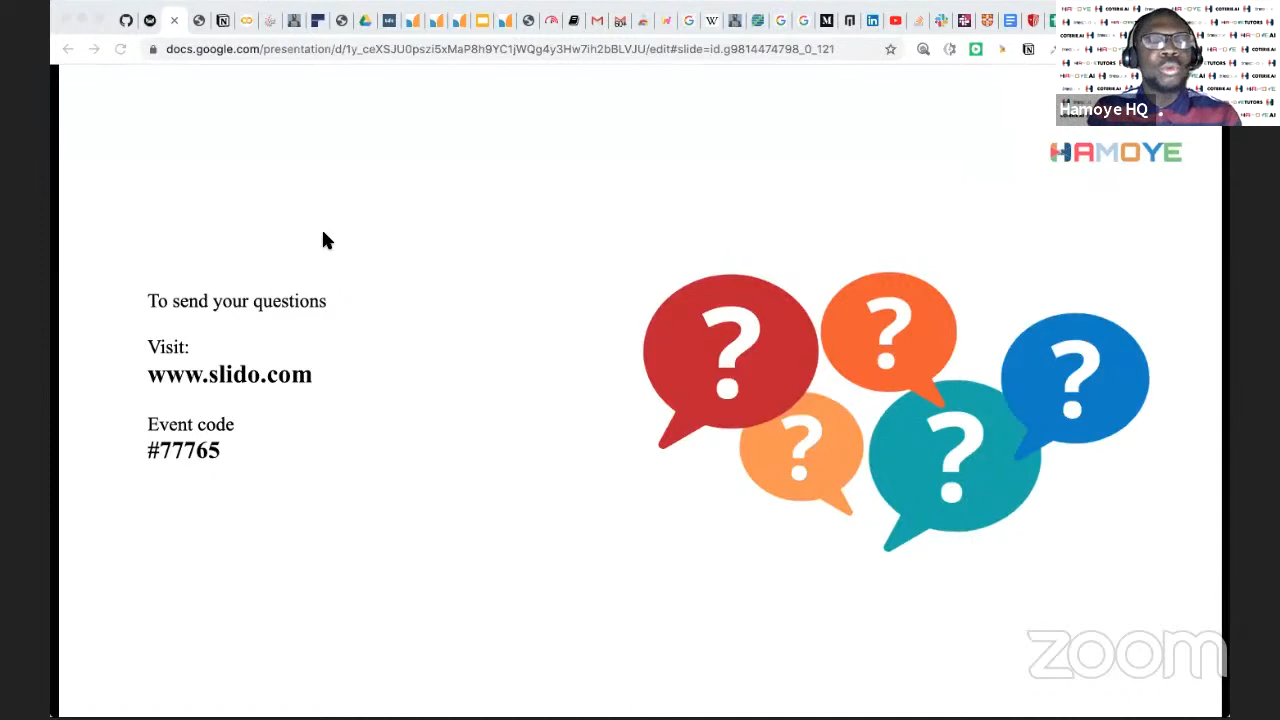 docs.google.com/presentation/d/1y_
/edit#slide=id.g9814474798_0_121
Hamoye HQ
HAMOYE
To send your questions
Visit:
www.slido.com
Event code
#77765
? ? ? ? ?
zoom